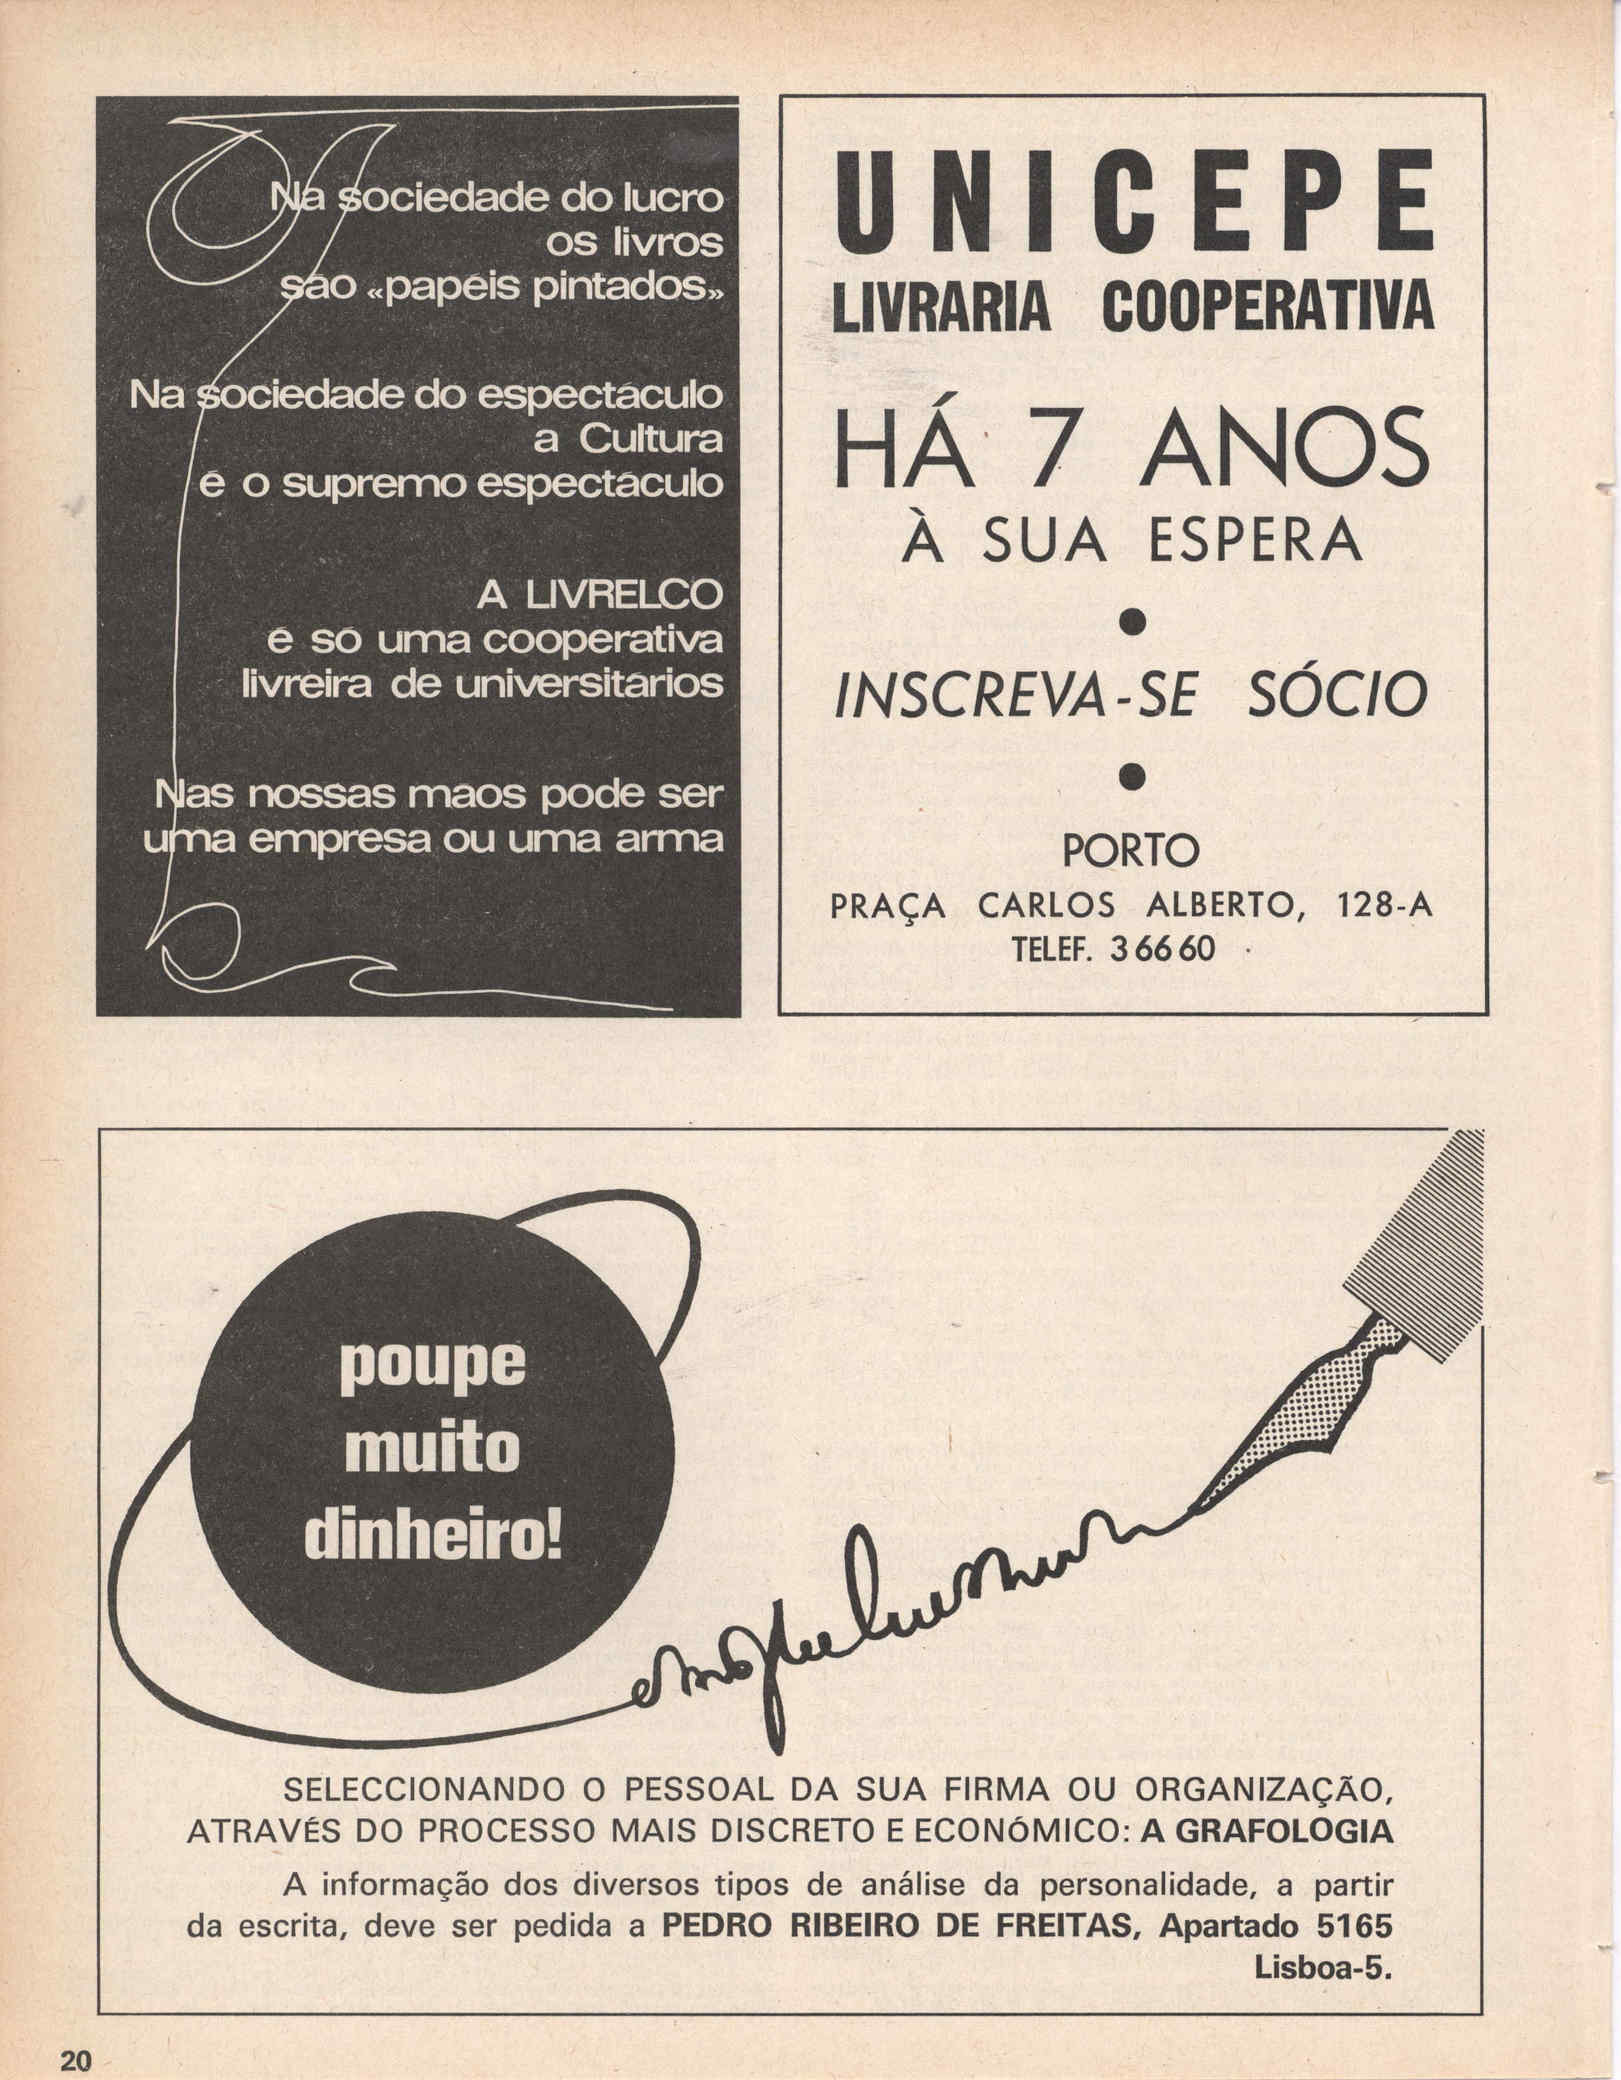 Na sociedade do lucro
os livros
são «papéis pintados»
Na sociedade do espectáculo
a Cultura
é o supremo espectáculo
A LIVRELCO
é só uma cooperativa
livreira de universitários
Nas nossas maos pode ser
uma empresa ou uma arma
UNICEPE
LIVRARIA COOPERATIVA
HÁ 7 ANOS
À SUA ESPERA
•
INSCREVA-SE SÓCIO
•
PORTO
PRAÇA CARLOS ALBERTO, 128-A
TELEF. 36660
poupe
muito
dinheiro!
SELECCIONANDO O PESSOAL DA SUA FIRMA OU ORGANIZAÇÃO,
ATRAVÉS DO PROCESSO MAIS DISCRETO E ECONÓMICO: A GRAFOLOGIA
A informação dos diversos tipos de análise da personalidade, a partir
da escrita, deve ser pedida a PEDRO RIBEIRO DE FREITAS, Apartado 5165
Lisboa-5.
20